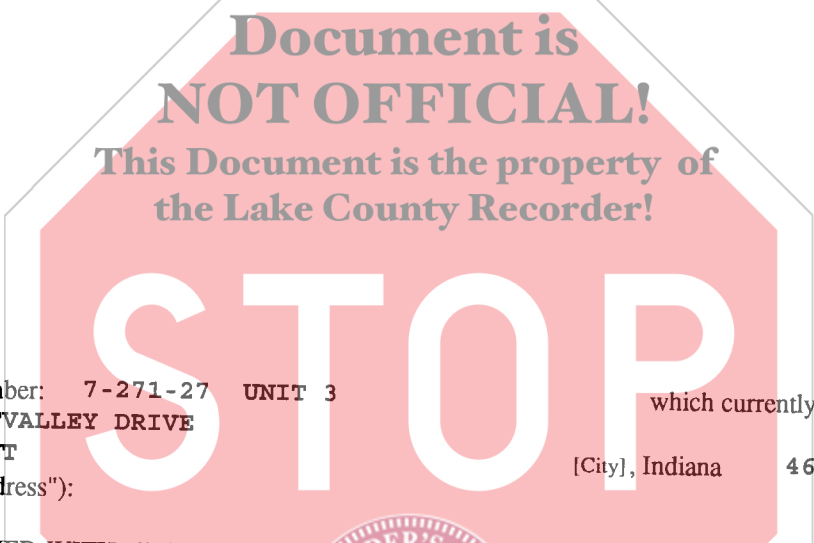 Document is
NOT OFFICIAL!
This Document is the property of
the Lake County Recorder!
STOP
ber: 7-271-27 UNIT 3 which currently
VALLEY DRIVE
T [City], Indiana 46
dress"):